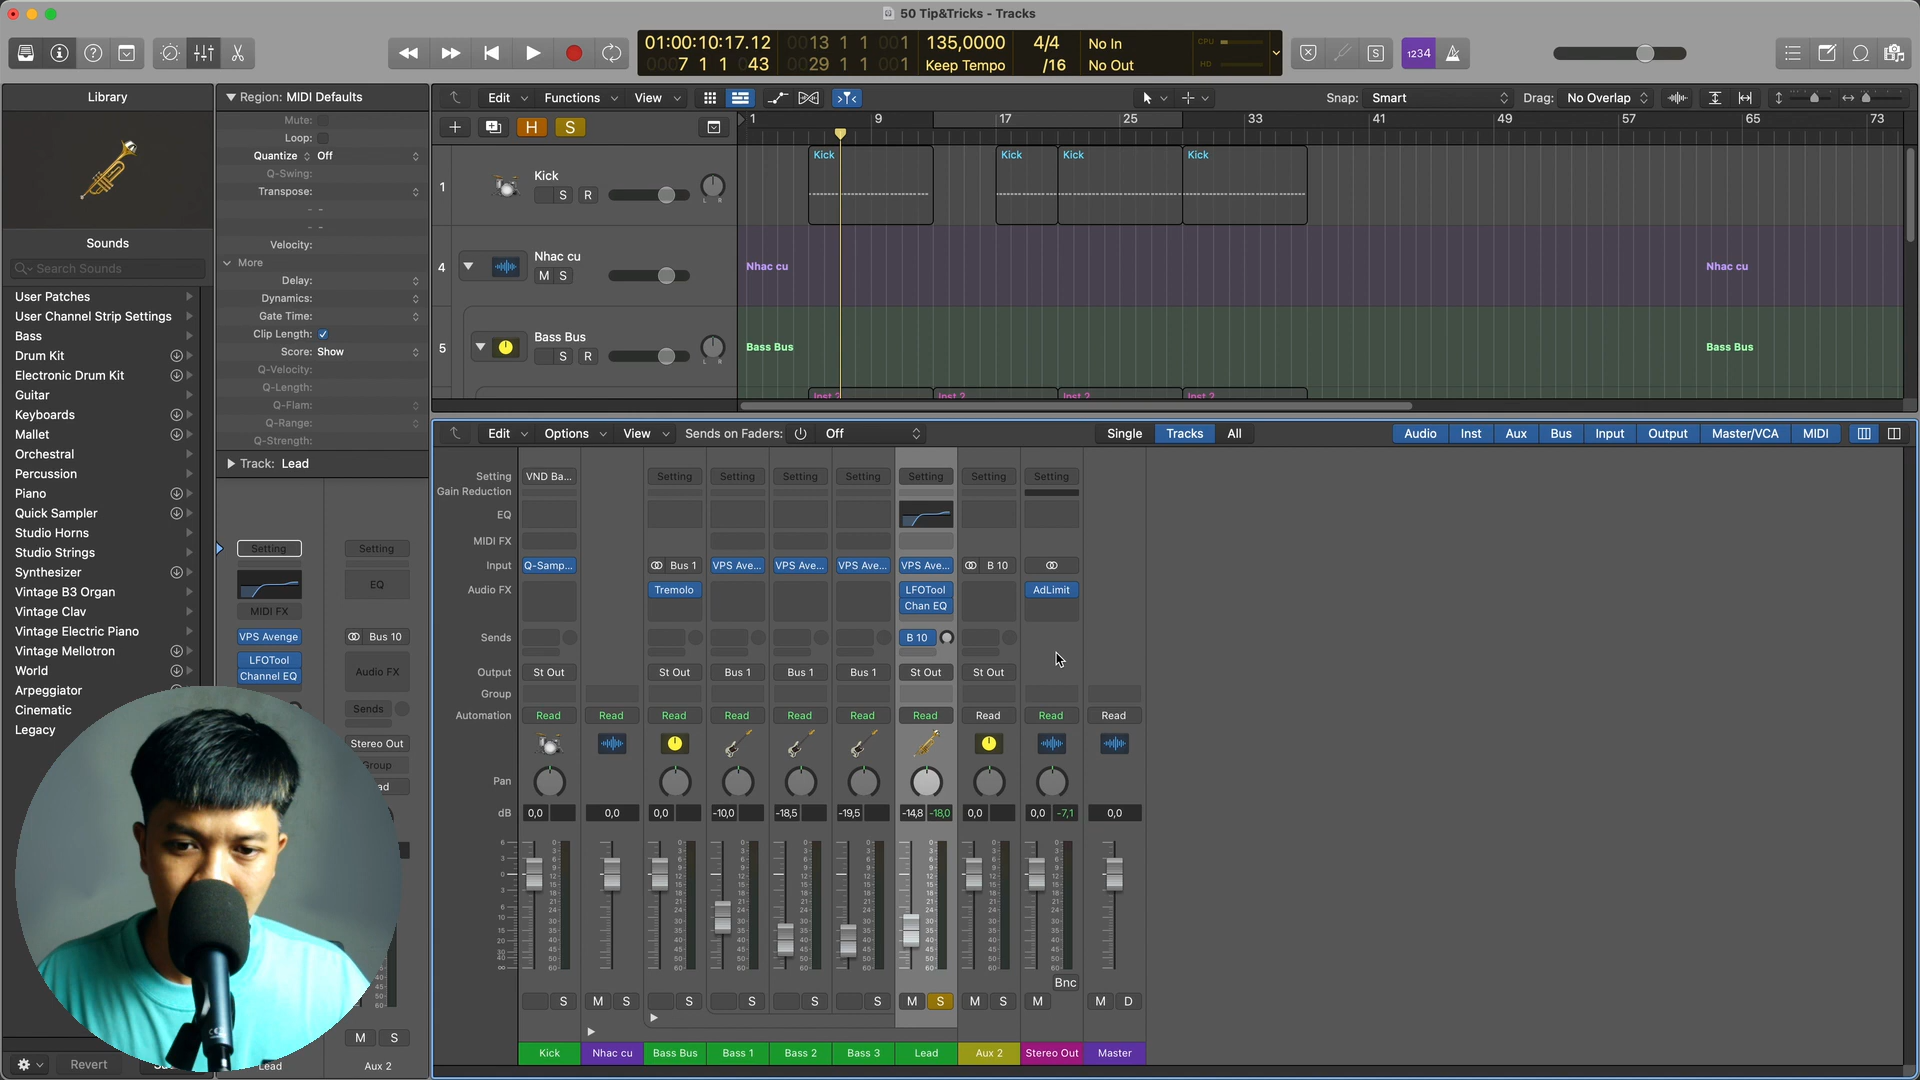 50 Tip&Tricks - Tracks
01:00:10:17.12
0007 1 1 043
0013 1 1 001
0029 1 1 001
135,0000
Keep Tempo
4/4
/16
No In
No Out
CPU
HD
1234
Library
Sounds
Search Sounds
User Patches
User Channel Strip Settings
Bass
Drum Kit
Electronic Drum Kit
Guitar
Keyboards
Mallet
Orchestral
Percussion
Piano
Quick Sampler
Studio Horns
Studio Strings
Synthesizer
Vintage B3 Organ
Vintage Clav
Vintage Electric Piano
Vintage Mellotron
World
Arpeggiator
Cinematic
Legacy
Revert
Region: MIDI Defaults
Mute:
Loop:
Quantize Off
Q-Swing:
Transpose:
Velocity:
More
Delay:
Dynamics:
Gate Time:
Clip Length:
Score: Show
Q-Velocity:
Q-Length:
Q-Flam:
Q-Range:
Q-Strength:
Track: Lead
Setting Setting
EQ
MIDI FX
VPS Avenge Bus 10
LFOTool
Channel EQ
Audio FX
Sends
Stereo Out
M S
Lead Aux 2
Edit Functions View
Snap: Smart
Drag: No Overlap
H S
1 9 17 25 33 41 49 57 65 73
1 Kick
S R
4 Nhac cu
M S
5 Bass Bus
S R
Kick Kick Kick Kick
Nhac cu Nhac cu
Bass Bus Bass Bus
Inst 2 Inst 2 Inst 2 Inst 2
Edit Options View Sends on Faders: Off
Single Tracks All
Audio Inst Aux Bus Input Output Master/VCA MIDI
Setting VND Ba... Setting Setting Setting Setting Setting Setting Setting
Gain Reduction
EQ
MIDI FX
Input Q-Samp... Bus 1 VPS Ave... VPS Ave... VPS Ave... VPS Ave... B 10
Audio FX Tremolo LFOTool AdLimit
Chan EQ
Sends B 10
Output St Out St Out Bus 1 Bus 1 Bus 1 St Out St Out
Group
Automation Read Read Read Read Read Read Read Read Read Read
Pan
dB 0,0 0,0 0,0 -10,0 -18,5 -19,5 -14,8 -18,0 0,0 0,0 -7,1 0,0
Bnc
S M S S S S S M S M S M M D
Kick Nhac cu Bass Bus Bass 1 Bass 2 Bass 3 Lead Aux 2 Stereo Out Master